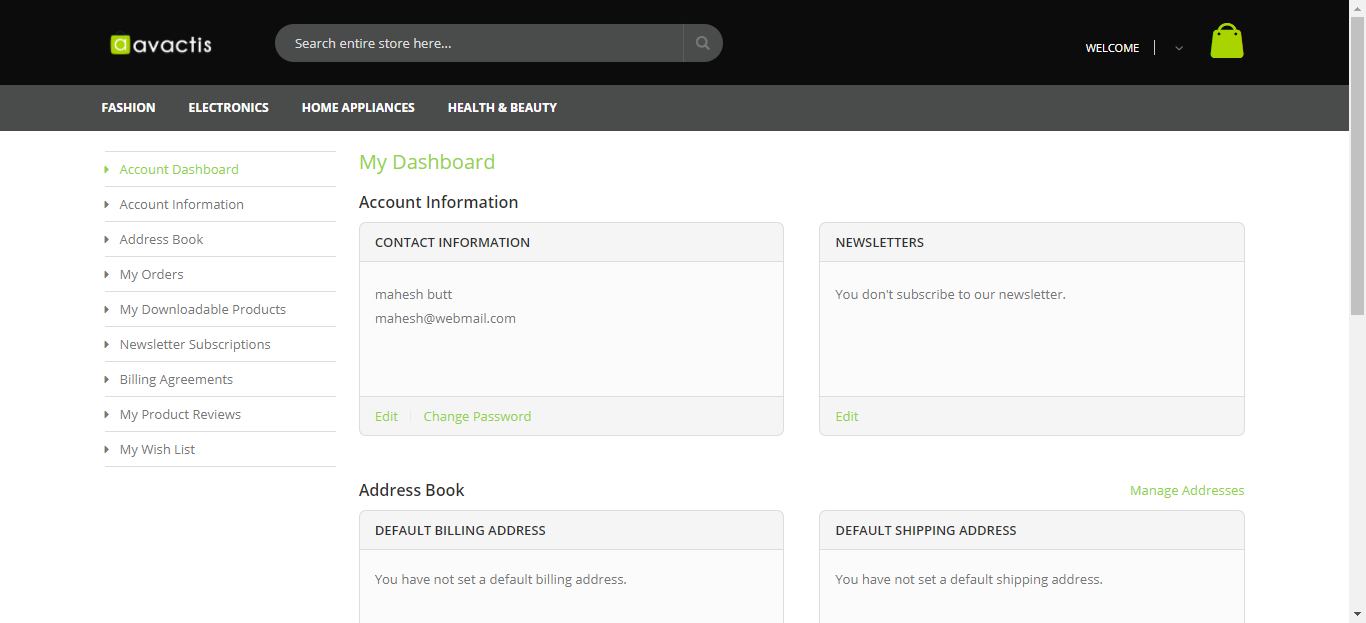 avactis
Search entire store here...
WELCOME
FASHION ELECTRONICS HOME APPLIANCES HEALTH & BEAUTY
Account Dashboard
Account Information
Address Book
My Orders
My Downloadable Products
Newsletter Subscriptions
Billing Agreements
My Product Reviews
My Wish List
My Dashboard
Account Information
CONTACT INFORMATION
mahesh butt
mahesh@webmail.com
Edit Change Password
NEWSLETTERS
You don't subscribe to our newsletter.
Edit
Address Book
Manage Addresses
DEFAULT BILLING ADDRESS
You have not set a default billing address.
DEFAULT SHIPPING ADDRESS
You have not set a default shipping address.